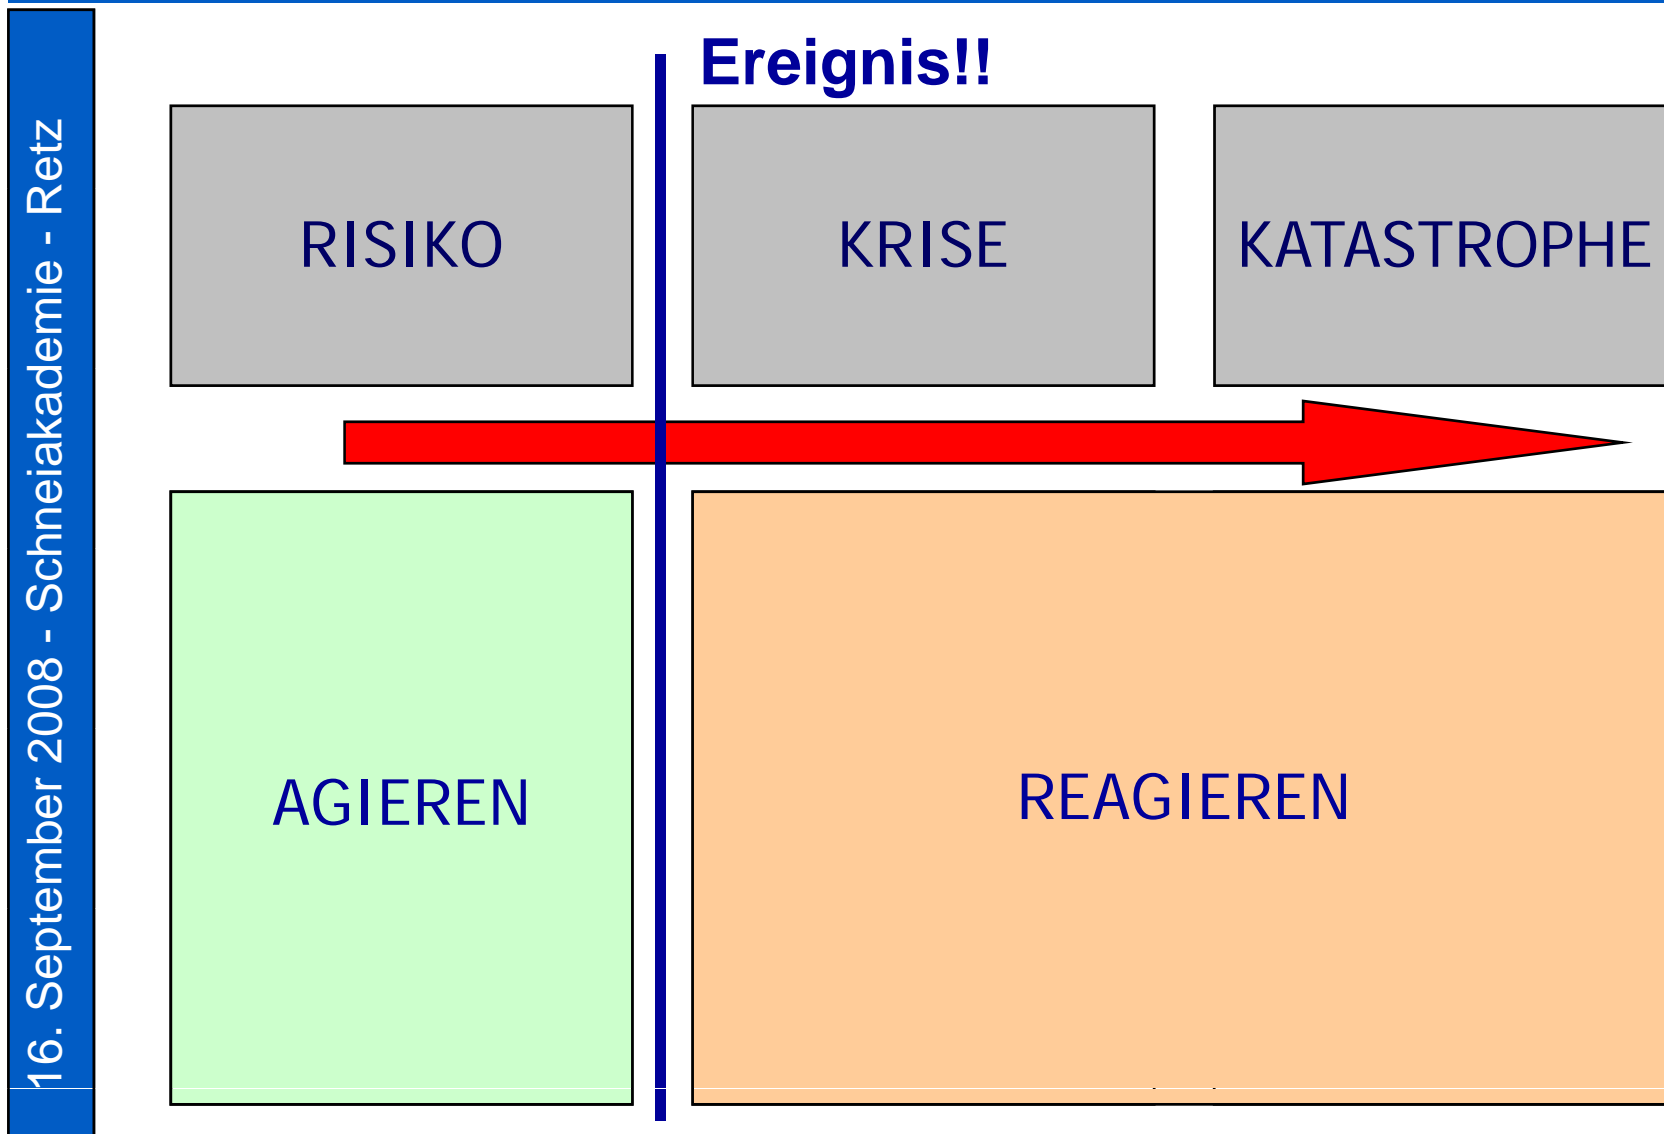 16. September 2008 - Schneiakademie - Retz
Ereignis!!
RISIKO
KRISE
KATASTROPHE
AGIEREN
REAGIEREN